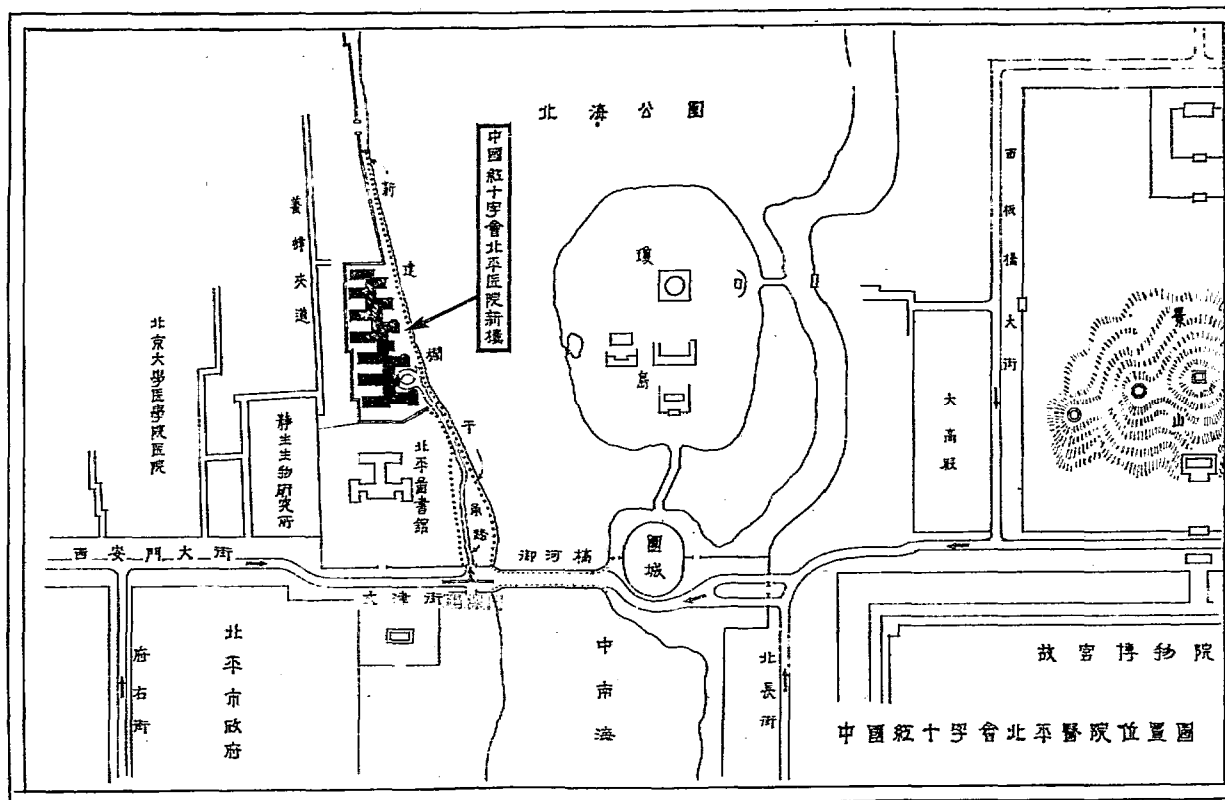 北海公園
中國紅十字會北平医院新樓
新建欄干
養蜂夾道
北京大學医學院医院
靜生生物研究所
北平圖書館
瓊島
西板橋大街
景山
大高殿
西安門大街
御河橋
團城
文津街
府右街
北平市政府
中南海
北長街
故宮博物院
中國紅十字會北平醫院位置圖